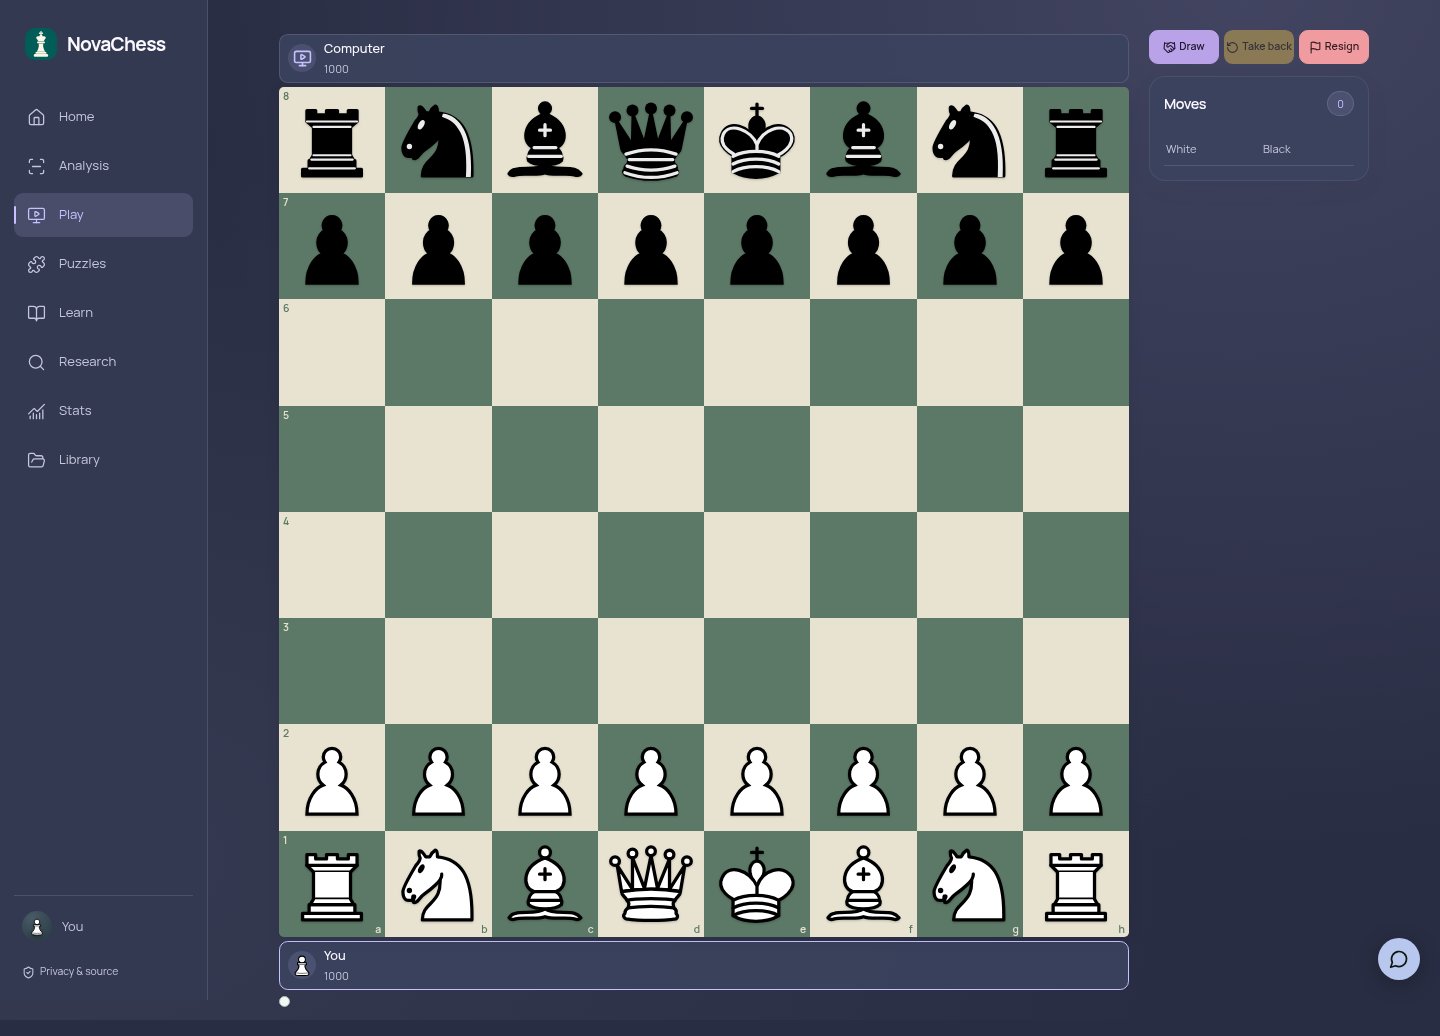 NovaChess
Home
Analysis
Play
Puzzles
Learn
Research
Stats
Library
You
Privacy & source
Computer
1000
8
7
6
5
4
3
2
1
a b c d e f g h
You
1000
Draw
Take back
Resign
Moves
0
White Black